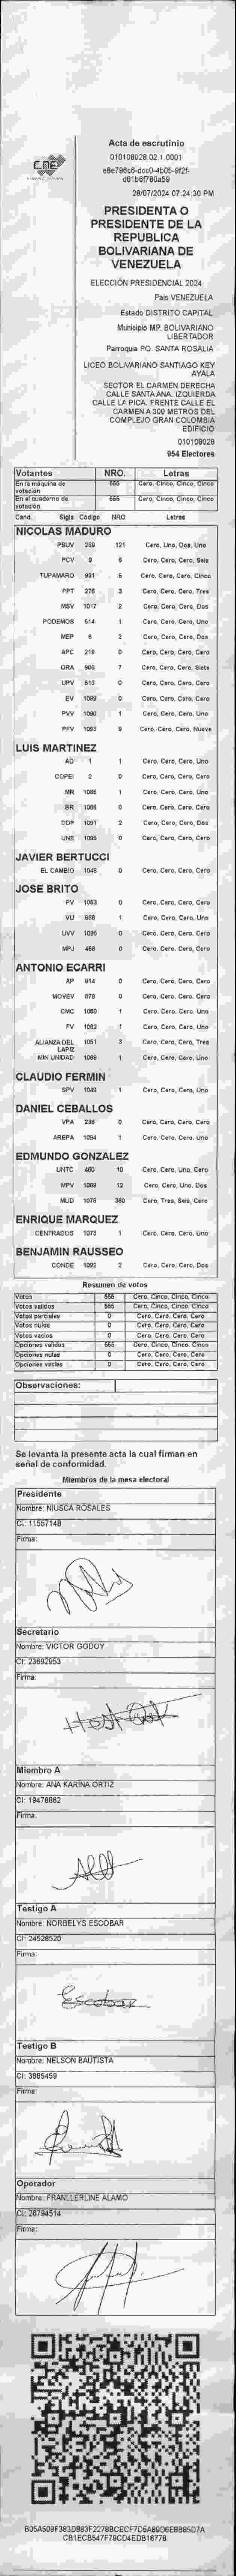 CNE
Acta de escrutinio
010108028.02.1.0001
28/07/2024 07:24:30 PM
PRESIDENTA O
PRESIDENTE DE LA
REPUBLICA
BOLIVARIANA DE
VENEZUELA
ELECCIÓN PRESIDENCIAL 2024
País VENEZUELA
Estado DISTRITO CAPITAL
Municipio MP. BOLIVARIANO
LIBERTADOR
Parroquia PQ. SANTA ROSALIA
LICEO BOLIVARIANO SANTIAGO KEY
AYALA
SECTOR EL CARMEN DERECHA
CALLE SANTA ANA. IZQUIERDA
CALLE LA PICA. FRENTE CALLE EL
CARMEN A 300 METROS DEL
COMPLEJO GRAN COLOMBIA
EDIFICIO
010108028
954 Electores
Votantes NRO. Letras
En la máquina de votación 555 Cero, Cinco, Cinco, Cinco
En el cuaderno de votación 555 Cero, Cinco, Cinco, Cinco
Cand. Sigla Código NRO Letras
NICOLAS MADURO
PSUV 269 121 Cero, Uno, Dos, Uno
PCV 9 6 Cero, Cero, Cero, Seis
TUPAMARO 931 5 Cero, Cero, Cero, Cinco
PPT 276 3 Cero, Cero, Cero, Tres
MSV 1017 2 Cero, Cero, Cero, Dos
PODEMOS 514 1 Cero, Cero, Cero, Uno
MEP 6 2 Cero, Cero, Cero, Dos
APC 219 0 Cero, Cero, Cero, Cero
ORA 906 7 Cero, Cero, Cero, Siete
UPV 513 0 Cero, Cero, Cero, Cero
EV 1089 0 Cero, Cero, Cero, Cero
PVV 1090 1 Cero, Cero, Cero, Uno
PFV 1093 9 Cero, Cero, Cero, Nueve
LUIS MARTINEZ
AD 1 1 Cero, Cero, Cero, Uno
COPEI 2 0 Cero, Cero, Cero, Cero
MR 1065 1 Cero, Cero, Cero, Uno
BR 1066 0 Cero, Cero, Cero, Cero
DDP 1091 2 Cero, Cero, Cero, Dos
UNE 1095 0 Cero, Cero, Cero, Cero
JAVIER BERTUCCI
EL CAMBIO 1048 0 Cero, Cero, Cero, Cero
JOSE BRITO
PV 1053 0 Cero, Cero, Cero, Cero
VU 868 1 Cero, Cero, Cero, Uno
UVV 1096 0 Cero, Cero, Cero, Cero
MPJ 456 0 Cero, Cero, Cero, Cero
ANTONIO ECARRI
AP 914 0 Cero, Cero, Cero, Cero
MOVEV 979 0 Cero, Cero, Cero, Cero
CMC 1050 1 Cero, Cero, Cero, Uno
FV 1062 1 Cero, Cero, Cero, Uno
ALIANZA DEL LAPIZ 1051 3 Cero, Cero, Cero, Tres
MIN UNIDAD 1068 1 Cero, Cero, Cero, Uno
CLAUDIO FERMIN
SPV 1049 1 Cero, Cero, Cero, Uno
DANIEL CEBALLOS
VPA 236 0 Cero, Cero, Cero, Cero
AREPA 1094 1 Cero, Cero, Cero, Uno
EDMUNDO GONZALEZ
UNTC 460 10 Cero, Cero, Uno, Cero
MPV 1069 12 Cero, Cero, Uno, Dos
MUD 1076 360 Cero, Tres, Seis, Cero
ENRIQUE MARQUEZ
CENTRADOS 1073 1 Cero, Cero, Cero, Uno
BENJAMIN RAUSSEO
CONDE 1092 2 Cero, Cero, Cero, Dos
Resumen de votos
Votos 555 Cero, Cinco, Cinco, Cinco
Votos validos 555 Cero, Cinco, Cinco, Cinco
Votos parciales 0 Cero, Cero, Cero, Cero
Votos nulos 0 Cero, Cero, Cero, Cero
Votos vacíos 0 Cero, Cero, Cero, Cero
Opciones validas 555 Cero, Cinco, Cinco, Cinco
Opciones nulas 0 Cero, Cero, Cero, Cero
Opciones vacías 0 Cero, Cero, Cero, Cero
Observaciones:
Se levanta la presente acta la cual firman en
señal de conformidad.
Miembros de la mesa electoral
Presidente
Nombre: NIUSCA ROSALES
CI: 11557148
Firma:
Secretario
Nombre: VICTOR GODOY
CI: 23692953
Firma:
Miembro A
Nombre: ANA KARINA ORTIZ
CI: 19478862
Firma:
Testigo A
Nombre: NORBELYS ESCOBAR
CI: 24528520
Firma:
Escobar
Testigo B
Nombre: NELSON BAUTISTA
CI: 3885459
Firma:
Operador
Nombre: FRANLLERLINE ALAMO
CI: 26794514
Firma: